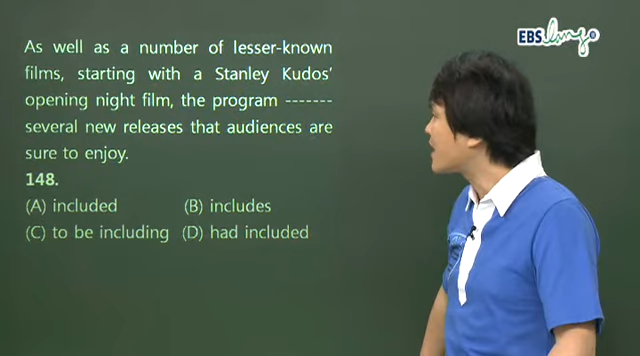 EBSlang
As well as a number of lesser-known
films, starting with a Stanley Kudos'
opening night film, the program -------
several new releases that audiences are
sure to enjoy.
148.
(A) included (B) includes
(C) to be including (D) had included